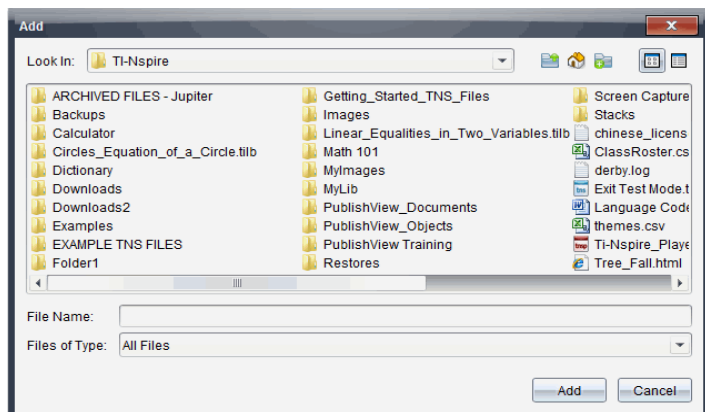 Add
Look In: TI-Nspire
ARCHIVED FILES - Jupiter
Backups
Calculator
Circles_Equation_of_a_Circle.tilb
Dictionary
Downloads
Downloads2
Examples
EXAMPLE TNS FILES
Folder1
Getting_Started_TNS_Files
Images
Linear_Equalities_in_Two_Variables.tilb
Math 101
MyImages
MyLib
PublishView_Documents
PublishView_Objects
PublishView Training
Restores
Screen Capture
Stacks
chinese_licens
ClassRoster.cs
derby.log
Exit Test Mode.t
Language Code
themes.csv
TI-Nspire_Playe
Tree_Fall.html
File Name:
Files of Type: All Files
Add Cancel